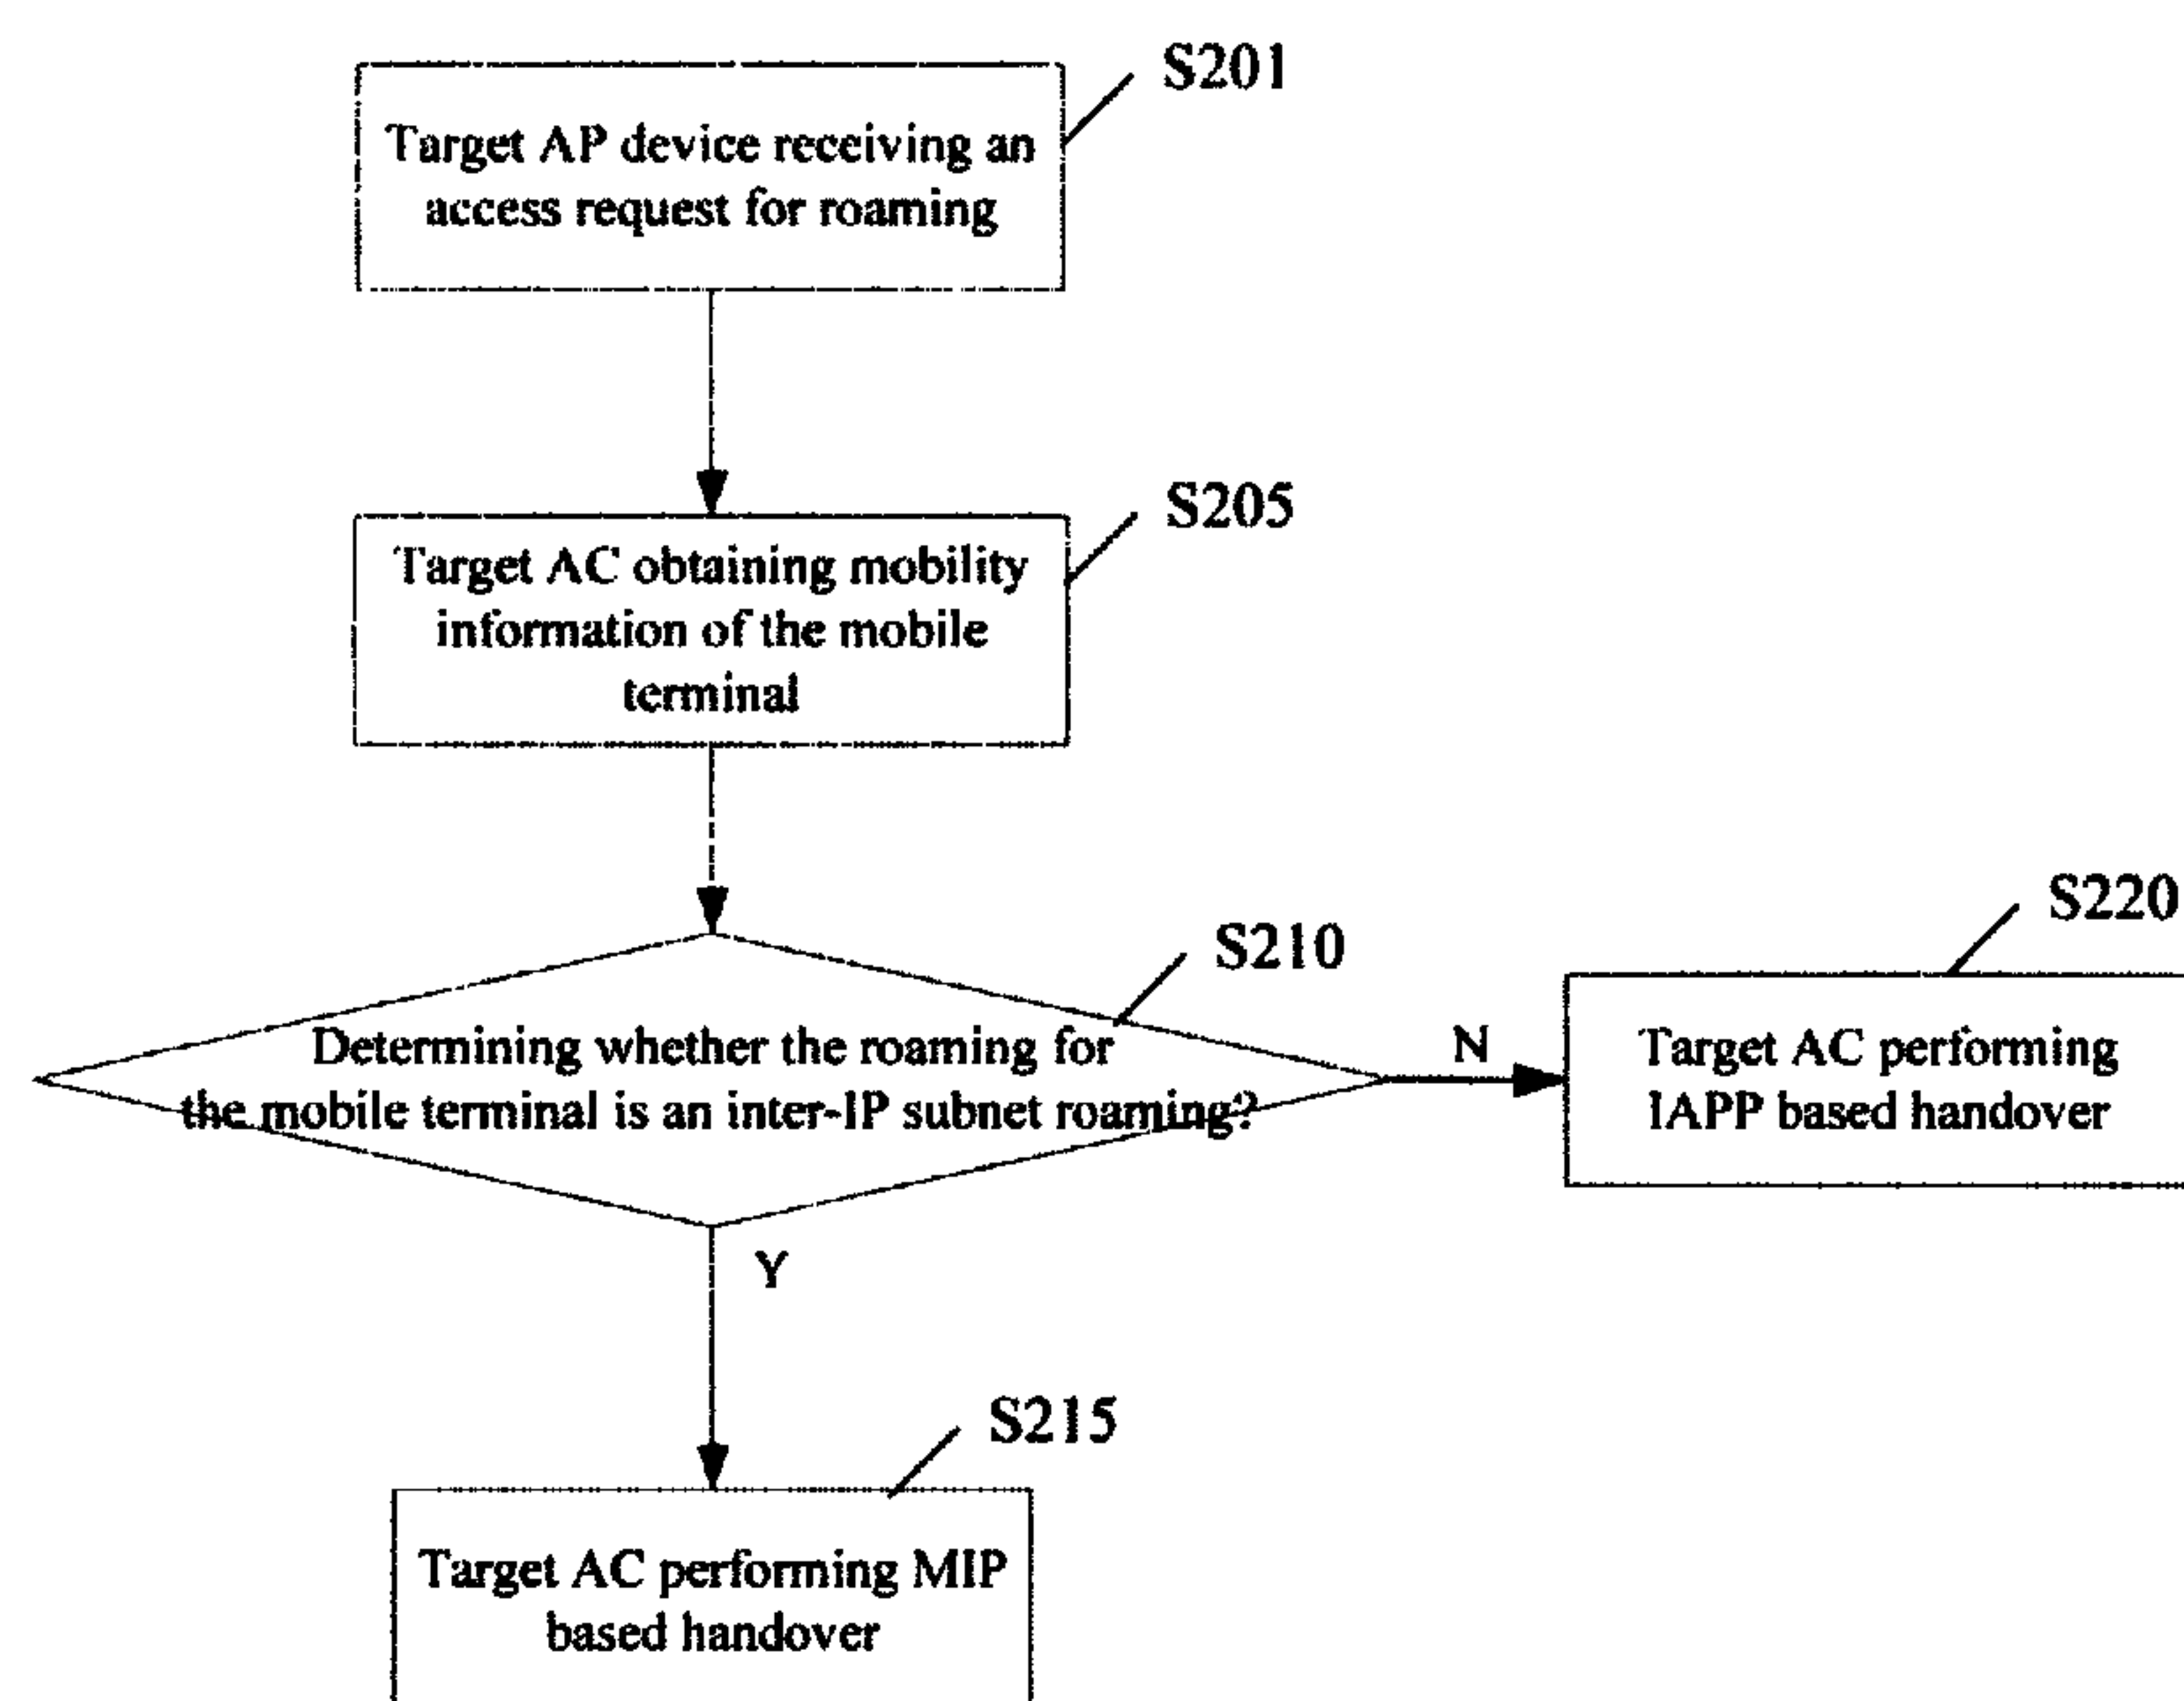 S201
Target AP device receiving an
access request for roaming
S205
Target AC obtaining mobility
information of the mobile
terminal
S210
Determining whether the roaming for
the mobile terminal is an inter-IP subnet roaming?
N
S220
Target AC performing
IAPP based handover
Y
S215
Target AC performing MIP
based handover